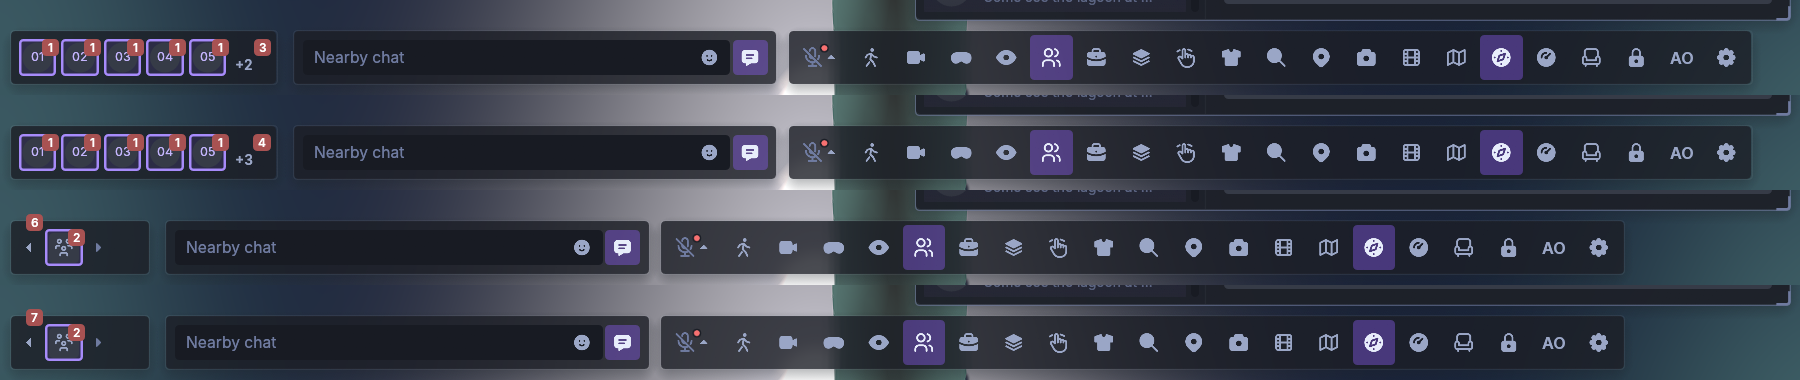 01 1 02 1 03 1 04 1 05 1 +2 3 Nearby chat AO
01 1 02 1 03 1 04 1 05 1 +3 4 Nearby chat AO
6 2 Nearby chat AO
7 2 Nearby chat AO